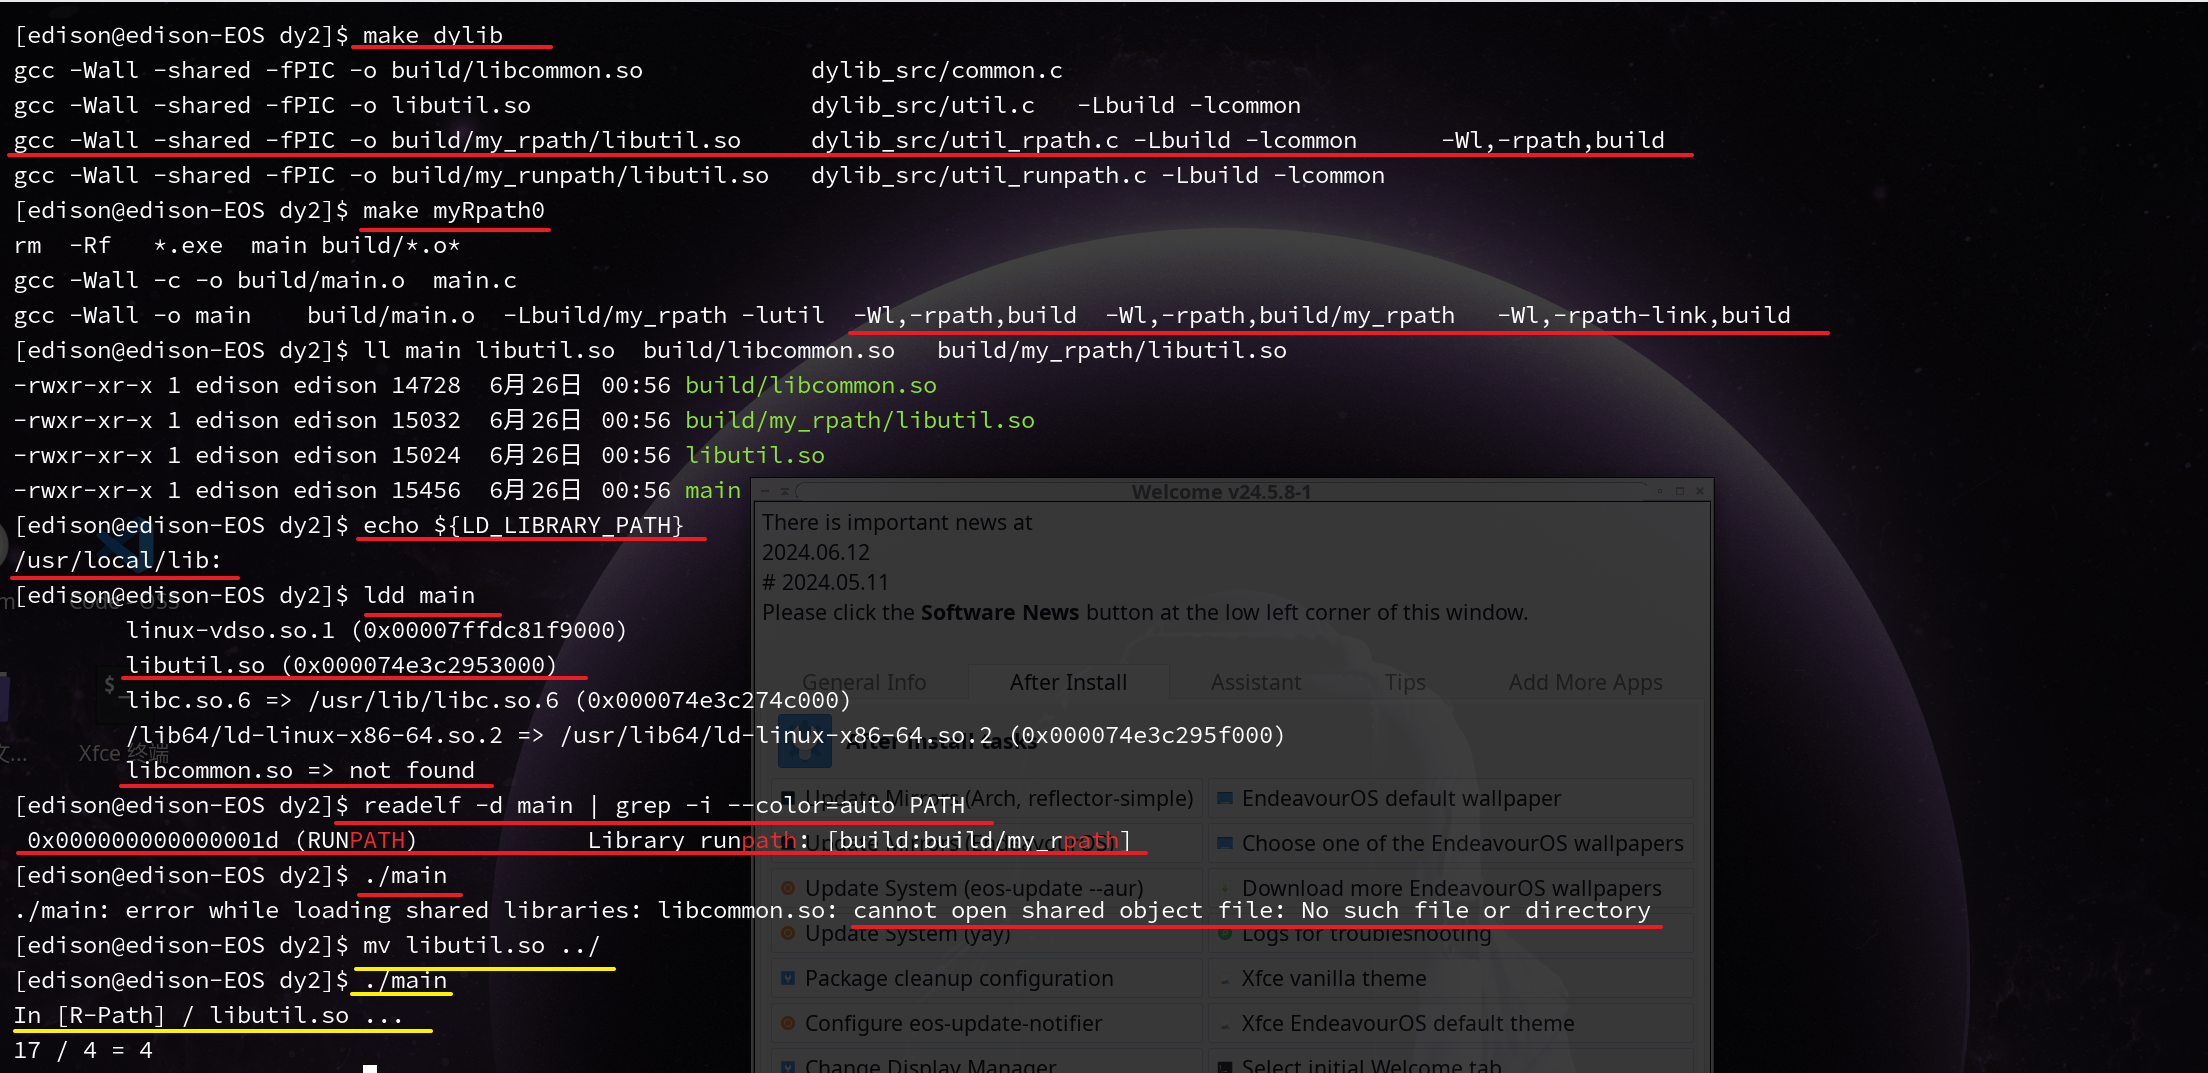 [edison@edison-EOS dy2]$ make dylib
gcc -Wall -shared -fPIC -o build/libcommon.so            dylib_src/common.c
gcc -Wall -shared -fPIC -o libutil.so                    dylib_src/util.c   -Lbuild -lcommon
gcc -Wall -shared -fPIC -o build/my_rpath/libutil.so     dylib_src/util_rpath.c -Lbuild -lcommon      -Wl,-rpath,build
gcc -Wall -shared -fPIC -o build/my_runpath/libutil.so   dylib_src/util_runpath.c -Lbuild -lcommon
[edison@edison-EOS dy2]$ make myRpath0
rm  -Rf   *.exe  main build/*.o*
gcc -Wall -c -o build/main.o  main.c
gcc -Wall -o main    build/main.o  -Lbuild/my_rpath -lutil  -Wl,-rpath,build  -Wl,-rpath,build/my_rpath   -Wl,-rpath-link,build
[edison@edison-EOS dy2]$ ll main libutil.so  build/libcommon.so   build/my_rpath/libutil.so
-rwxr-xr-x 1 edison edison 14728  6月26日 00:56 build/libcommon.so
-rwxr-xr-x 1 edison edison 15032  6月26日 00:56 build/my_rpath/libutil.so
-rwxr-xr-x 1 edison edison 15024  6月26日 00:56 libutil.so
-rwxr-xr-x 1 edison edison 15456  6月26日 00:56 main
[edison@edison-EOS dy2]$ echo ${LD_LIBRARY_PATH}
/usr/local/lib:
[edison@edison-EOS dy2]$ ldd main
        linux-vdso.so.1 (0x00007ffdc81f9000)
        libutil.so (0x000074e3c2953000)
        libc.so.6 => /usr/lib/libc.so.6 (0x000074e3c274c000)
        /lib64/ld-linux-x86-64.so.2 => /usr/lib64/ld-linux-x86-64.so.2 (0x000074e3c295f000)
        libcommon.so => not found
[edison@edison-EOS dy2]$ readelf -d main | grep -i --color=auto PATH
 0x000000000000001d (RUNPATH)            Library runpath: [build:build/my_rpath]
[edison@edison-EOS dy2]$ ./main
./main: error while loading shared libraries: libcommon.so: cannot open shared object file: No such file or directory
[edison@edison-EOS dy2]$ mv libutil.so ../
[edison@edison-EOS dy2]$ ./main
In [R-Path] / libutil.so ...
17 / 4 = 4
Welcome v24.5.8-1
There is important news at
2024.06.12
# 2024.05.11
Please click the Software News button at the low left corner of this window.
General Info After Install Assistant Tips Add More Apps
After install tasks
Update Mirrors (Arch, reflector-simple)
EndeavourOS default wallpaper
Choose one of the EndeavourOS wallpapers
Update System (eos-update --aur)
Download more EndeavourOS wallpapers
Update System (yay)
Logs for troubleshooting
Package cleanup configuration
Xfce vanilla theme
Configure eos-update-notifier
Xfce EndeavourOS default theme
Change Display Manager
Select initial Welcome tab
Code - OSS
Xfce 终端